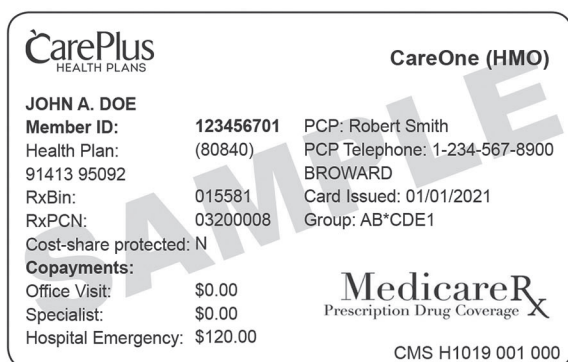 CarePlus
HEALTH PLANS
CareOne (HMO)
JOHN A. DOE
Member ID: 123456701
Health Plan: (80840)
91413 95092
RxBin: 015581
RxPCN: 03200008
Cost-share protected: N
Copayments:
Office Visit: $0.00
Specialist: $0.00
Hospital Emergency: $120.00
PCP: Robert Smith
PCP Telephone: 1-234-567-8900
BROWARD
Card Issued: 01/01/2021
Group: AB*CDE1
MedicareRx
Prescription Drug Coverage
CMS H1019 001 000
SAMPLE